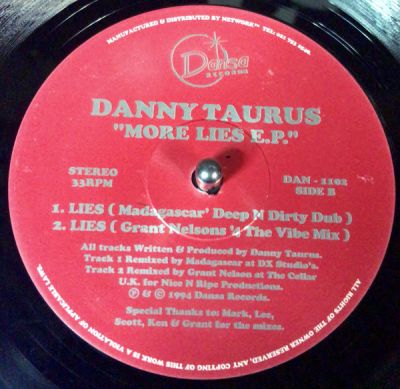 MANUFACTURED & DISTRIBUTED BY NETWORK™
Dansa
RECORDS
DANNY TAURUS
"MORE LIES E.P."
STEREO
33RPM
DAN - 1102
SIDE B
1. LIES ( Madagascar' Deep N Dirty Dub )
2. LIES ( Grant Nelsons '4 The Vibe Mix )
All tracks Written & Produced by Danny Taurus.
Track 1 Remixed by Madagascar at DX Studio's.
Track 2 Remixed by Grant Nelson at The Collar
U.K. for Nice N Ripe Productions.
℗ & © 1994 Dansa Records.
Special Thanks to: Mark, Lee,
Scott, Ken & Grant for the mixes.
ALL RIGHTS OF THE OWNER RESERVED, ANY COPYING OF THIS WORK IS A VIOLATION OF APPLICABLE LAWS.